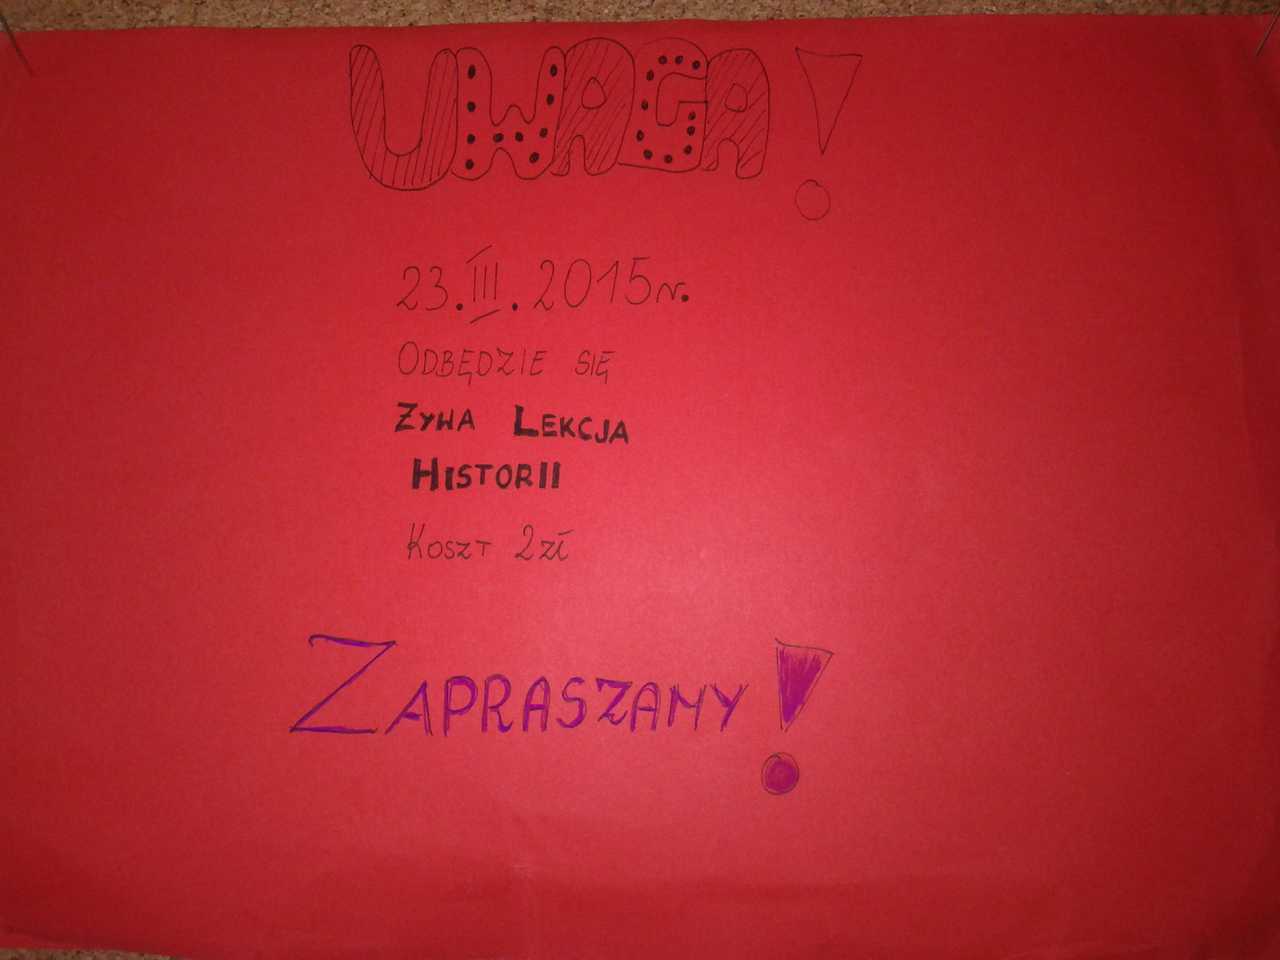 UWAGA!
23.III.2015r.
ODBĘDZIE SIĘ
ZYWA LEKCJA
HISTORII
KOSZT 2zł
ZAPRASZAMY!